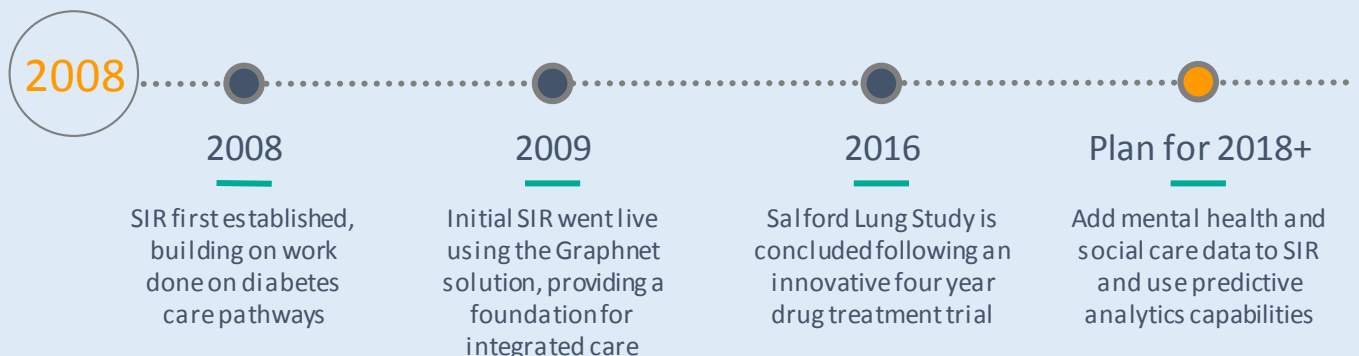 2008
2008
SIR first established,
building on work
done on diabetes
care pathways
2009
Initial SIR went live
using the Graphnet
solution, providing a
foundation for
integrated care
2016
Salford Lung Study is
concluded following an
innovative four year
drug treatment trial
Plan for 2018+
Add mental health and
social care data to SIR
and use predictive
analytics capabilities